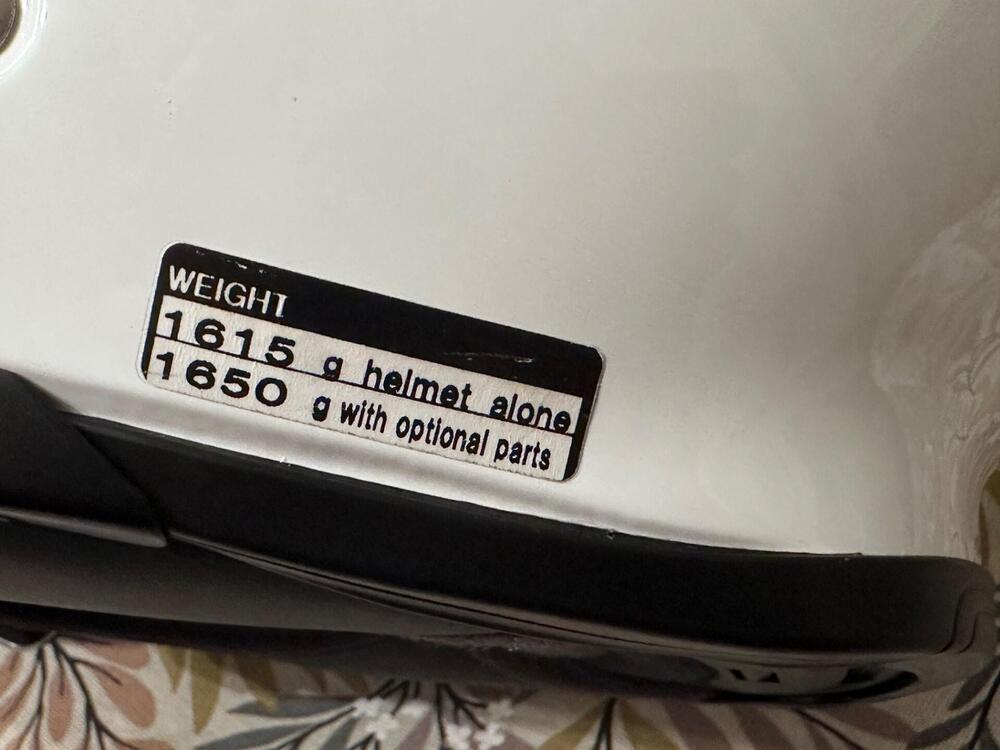 WEIGHT
1615 g helmet alone
1650 g with optional parts